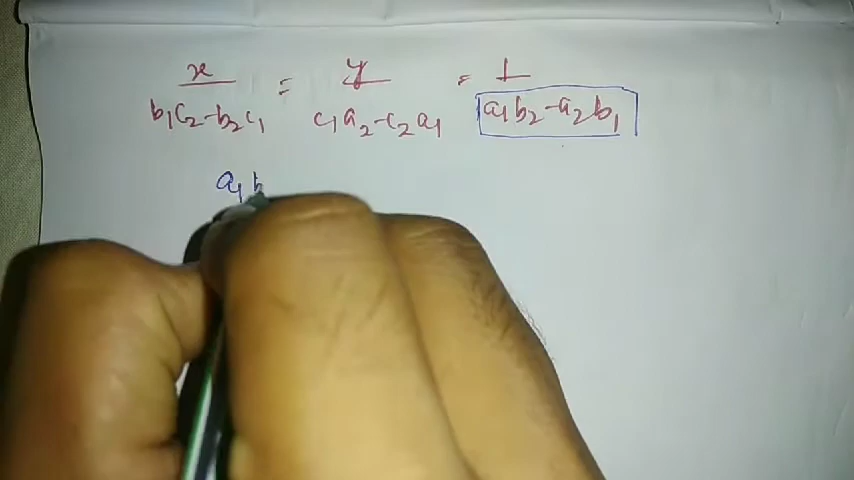 x/(b₁c₂-b₂c₁) = y/(c₁a₂-c₂a₁) = 1/(a₁b₂-a₂b₁)
a₁b